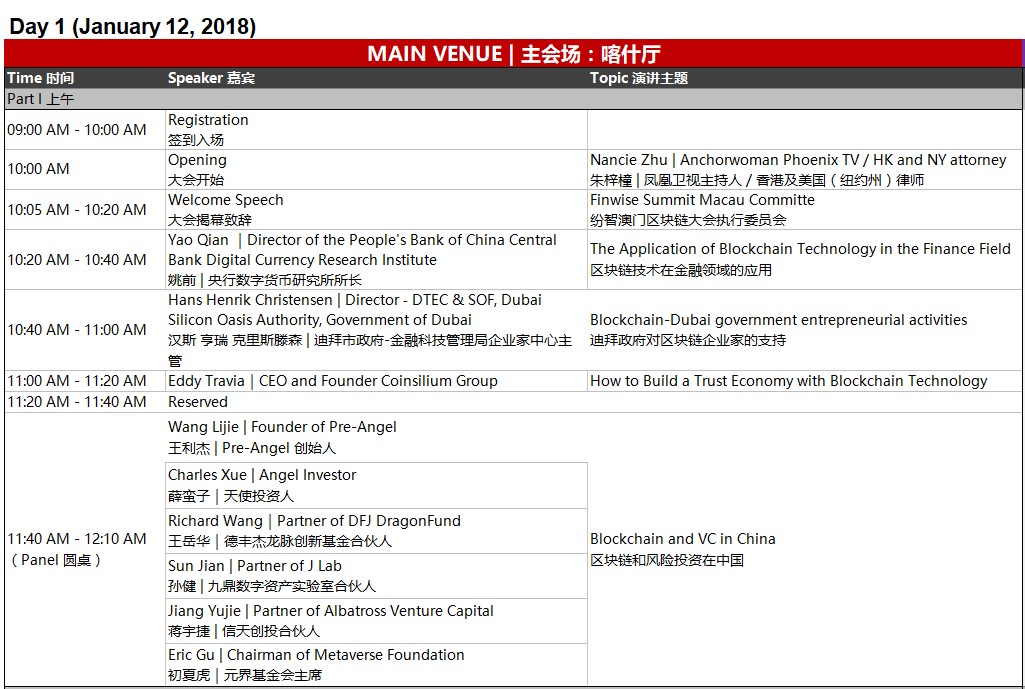 Day 1 (January 12, 2018)
MAIN VENUE | 主会场：喀什厅
Time 时间 Speaker 嘉宾 Topic 演讲主题
Part I 上午
09:00 AM - 10:00 AM
Registration
签到入场
10:00 AM
Opening
大会开始
Nancie Zhu | Anchorwoman Phoenix TV / HK and NY attorney
朱梓橦 | 凤凰卫视主持人 / 香港及美国（纽约州）律师
10:05 AM - 10:20 AM
Welcome Speech
大会揭幕致辞
Finwise Summit Macau Committe
纷智澳门区块链大会执行委员会
10:20 AM - 10:40 AM
Yao Qian | Director of the People's Bank of China Central
Bank Digital Currency Research Institute
姚前 | 央行数字货币研究所所长
The Application of Blockchain Technology in the Finance Field
区块链技术在金融领域的应用
10:40 AM - 11:00 AM
Hans Henrik Christensen | Director - DTEC & SOF, Dubai
Silicon Oasis Authority, Government of Dubai
汉斯 亨瑞 克里斯滕森 | 迪拜市政府-金融科技管理局企业家中心主
管
Blockchain-Dubai government entrepreneurial activities
迪拜政府对区块链企业家的支持
11:00 AM - 11:20 AM
Eddy Travia | CEO and Founder Coinsilium Group
How to Build a Trust Economy with Blockchain Technology
11:20 AM - 11:40 AM
Reserved
11:40 AM - 12:10 AM
（Panel 圆桌）
Wang Lijie | Founder of Pre-Angel
王利杰 | Pre-Angel 创始人
Charles Xue | Angel Investor
薛蛮子 | 天使投资人
Richard Wang | Partner of DFJ DragonFund
王岳华 | 德丰杰龙脉创新基金合伙人
Sun Jian | Partner of J Lab
孙健 | 九鼎数字资产实验室合伙人
Jiang Yujie | Partner of Albatross Venture Capital
蒋宇捷 | 信天创投合伙人
Eric Gu | Chairman of Metaverse Foundation
初夏虎 | 元界基金会主席
Blockchain and VC in China
区块链和风险投资在中国